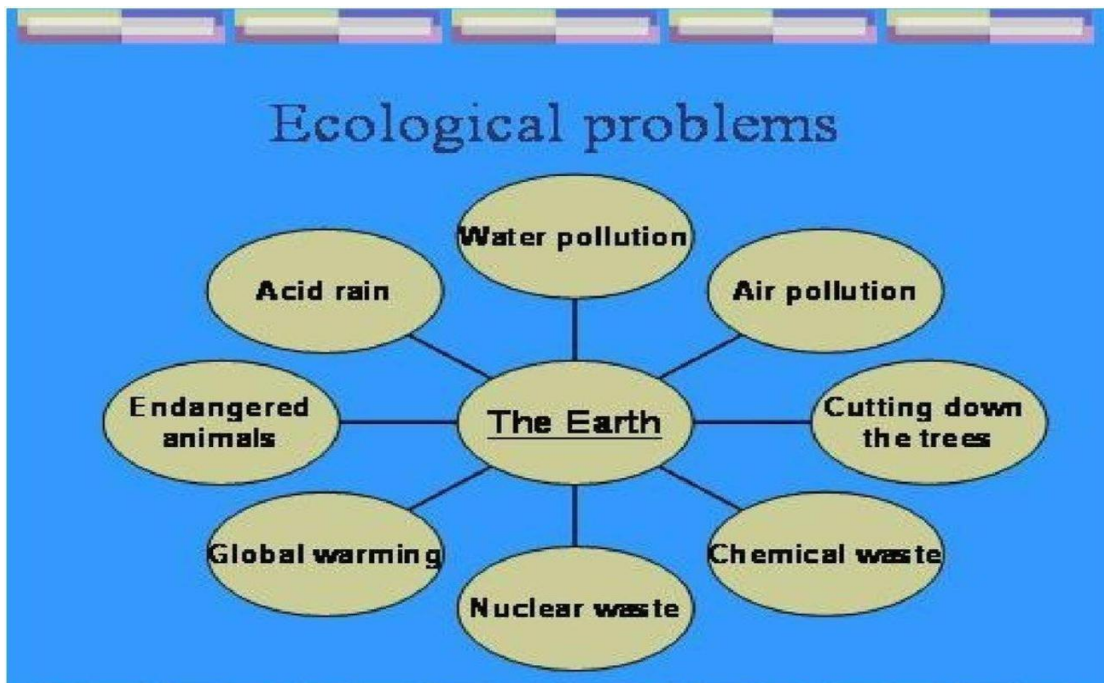 Ecological problems
Water pollution
Acid rain
Air pollution
Endangered
animals
The Earth
Cutting down
the trees
Global warming
Chemical waste
Nuclear waste